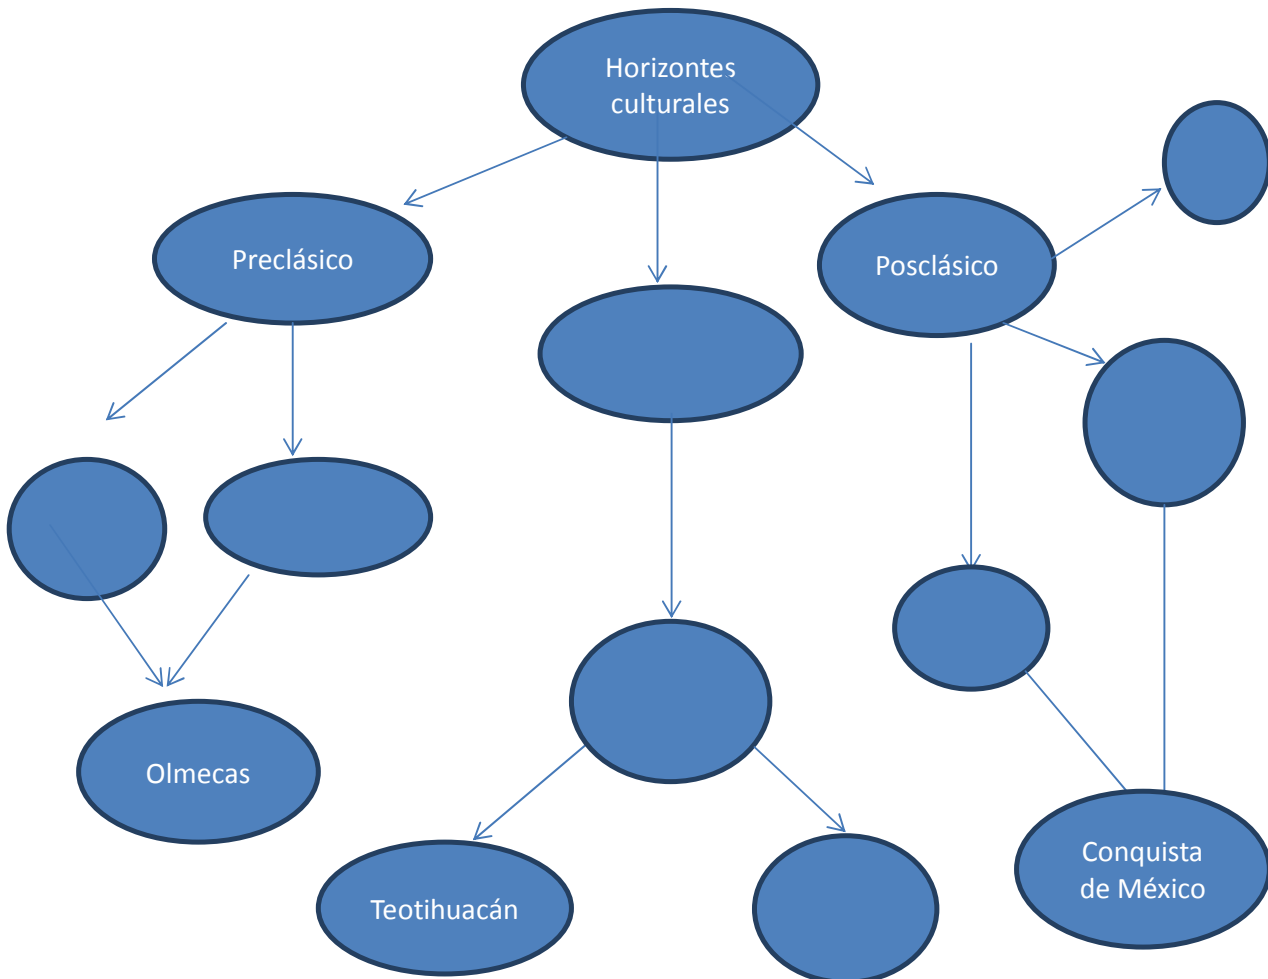 Horizontes
culturales
Preclásico
Posclásico
Olmecas
Teotihuacán
Conquista
de México